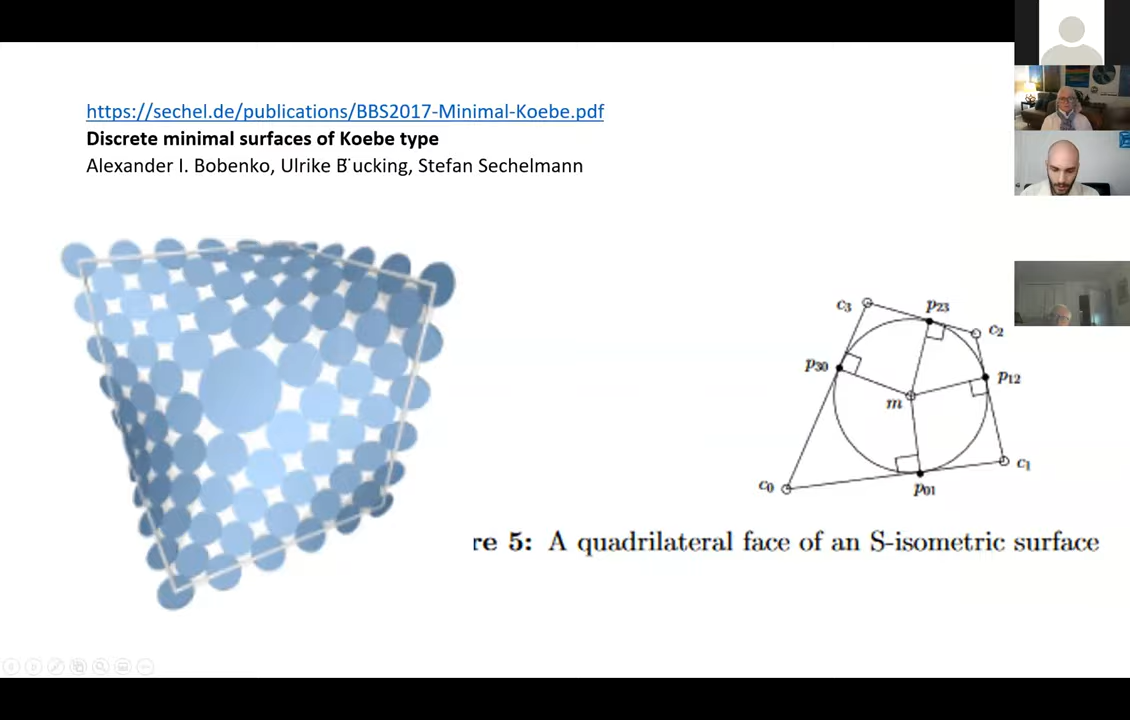 https://sechel.de/publications/BBS2017-Minimal-Koebe.pdf
Discrete minimal surfaces of Koebe type
Alexander I. Bobenko, Ulrike B¨ucking, Stefan Sechelmann
c3
p23
c2
p30
p12
m
c1
c0
p01
re 5: A quadrilateral face of an S-isometric surface